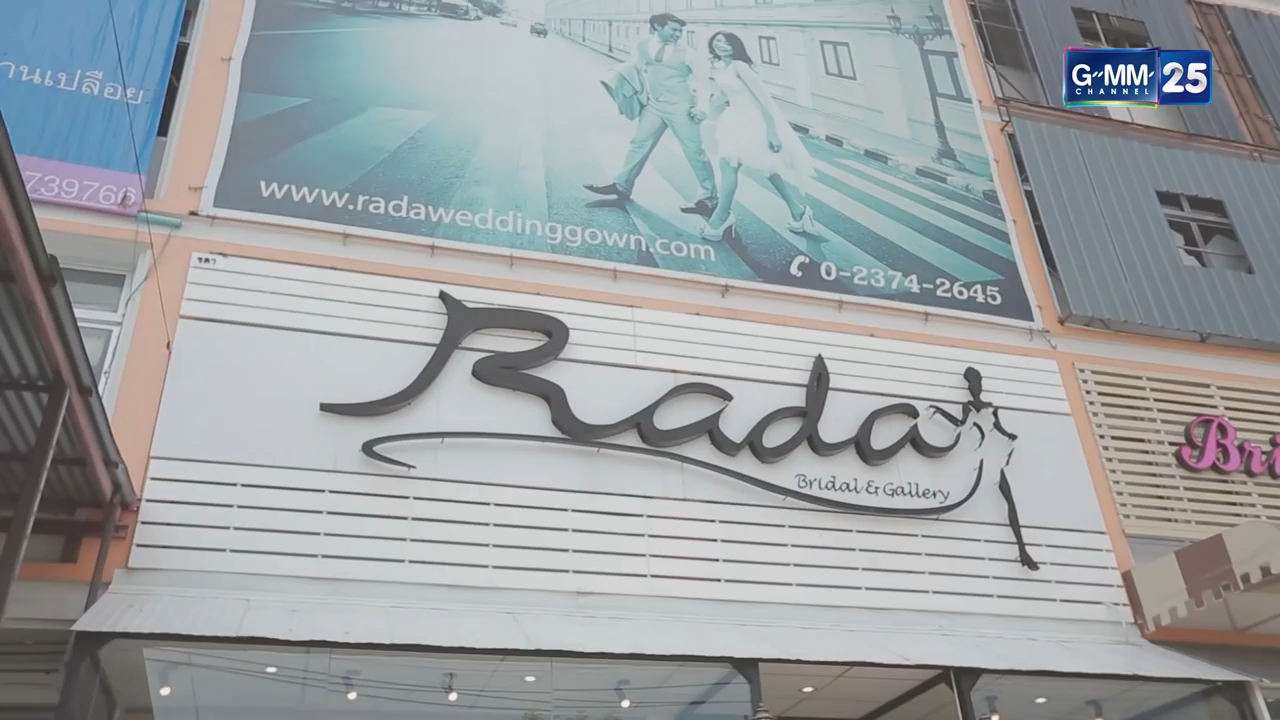 านเปลือย
739766
G-MM-
CHANNEL
25
www.radaweddinggown.com
0-2374-2645
Rada
Bridal & Gallery
Bri